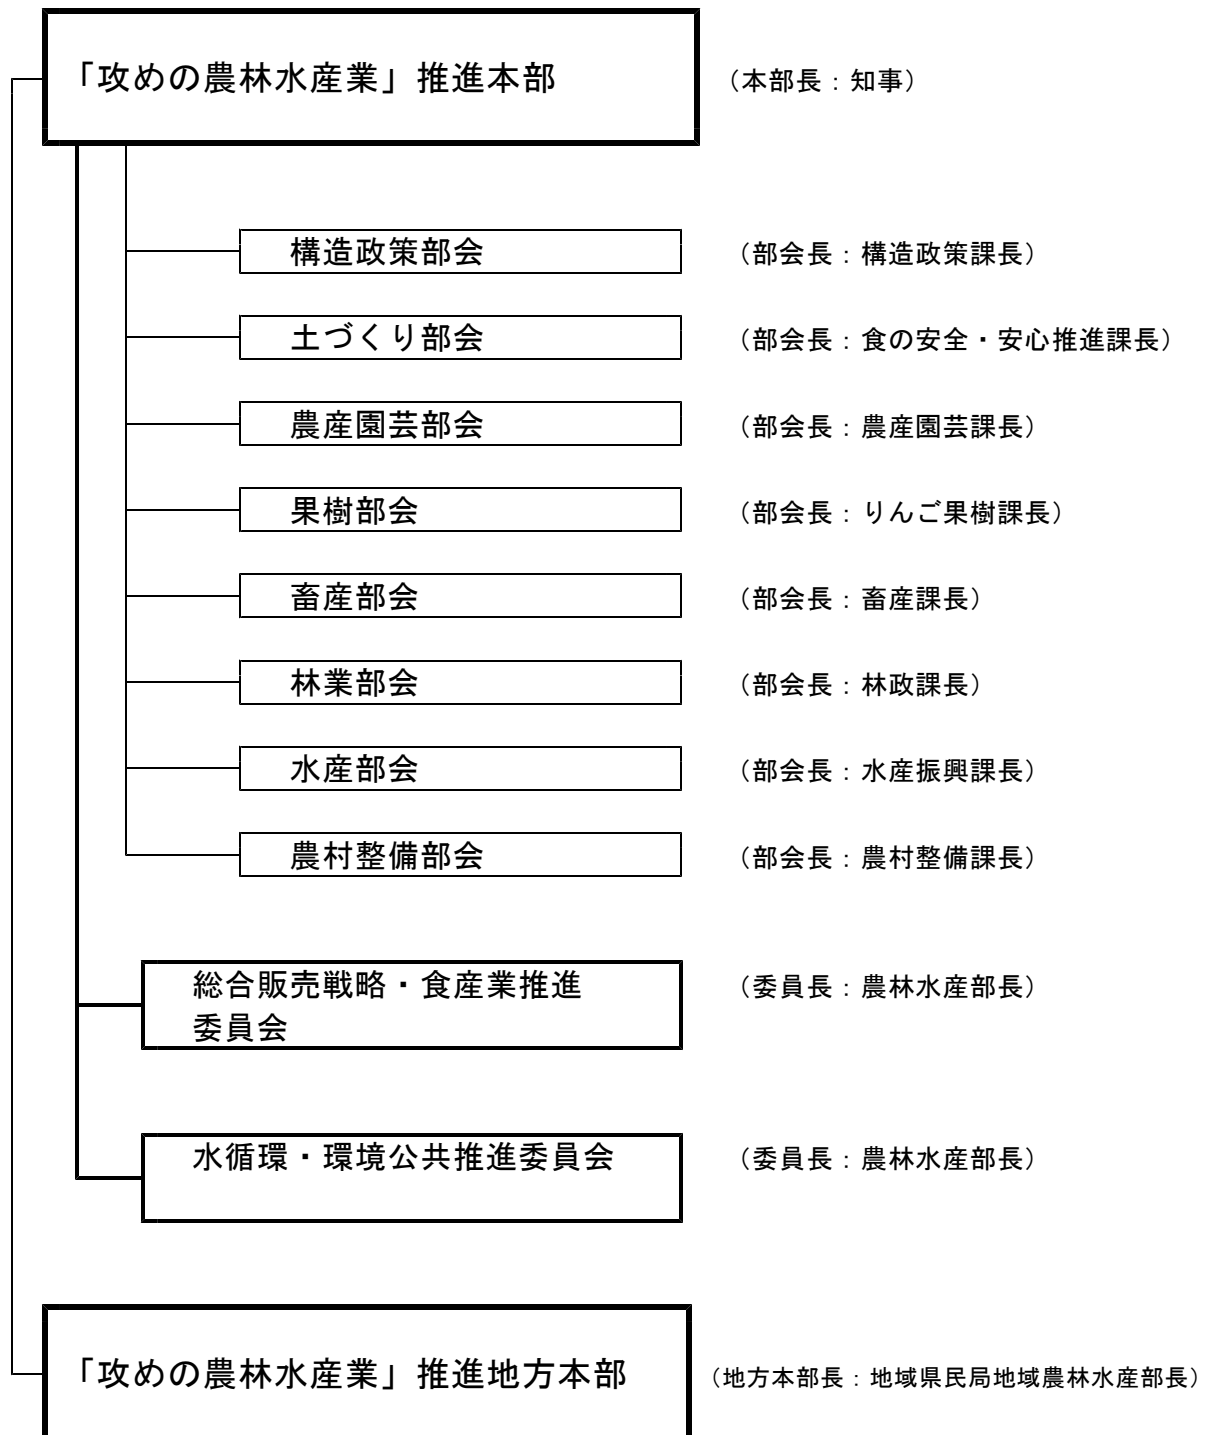 「攻めの農林水産業」推進本部 （本部長：知事）
構造政策部会 （部会長：構造政策課長）
土づくり部会 （部会長：食の安全・安心推進課長）
農産園芸部会 （部会長：農産園芸課長）
果樹部会 （部会長：りんご果樹課長）
畜産部会 （部会長：畜産課長）
林業部会 （部会長：林政課長）
水産部会 （部会長：水産振興課長）
農村整備部会 （部会長：農村整備課長）
総合販売戦略・食産業推進 （委員長：農林水産部長）
委員会
水循環・環境公共推進委員会 （委員長：農林水産部長）
「攻めの農林水産業」推進地方本部 （地方本部長：地域県民局地域農林水産部長）